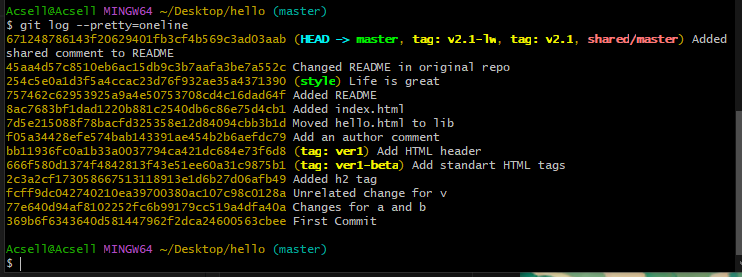 Acsell@Acsell MINGW64 ~/Desktop/hello (master)
$ git log --pretty=oneline
671248786143f20629401fb3cf4b569c3ad03aab (HEAD -> master, tag: v2.1-lw, tag: v2.1, shared/master) Added
shared comment to README
45aa4d57c8510eb6ac15db9c3b7aafa3be7a552c Changed README in original repo
254c5e0a1d3f5a4ccac23d76f932ae35a4371390 (style) Life is great
757462c62953925a9a4e50753708cd4c16dad64f Added README
8ac7683bf1dad1220b881c2540db6c86e75d4cb1 Added index.html
7d5e215088f78bacfd325358e12d84094cbb3b1d Moved hello.html to lib
f05a34428efe574bab143391ae454b2b6aefdc79 Add an author comment
bb11936fc0a1b33a0037794ca421dc684e73f6d8 (tag: ver1) Add HTML header
666f580d1374f4842813f43e51ee60a31c9875b1 (tag: ver1-beta) Add standart HTML tags
2c3a2cf173058667513118913e1d6b27d06afb49 Added h2 tag
fcff9dc042740210ea39700380ac107c98c0128a Unrelated change for v
77e640d94af8102252fc6b99179cc519a4dfa40a Changes for a and b
369b6f6343640d581447962f2dca24600563cbee First Commit
Acsell@Acsell MINGW64 ~/Desktop/hello (master)
$